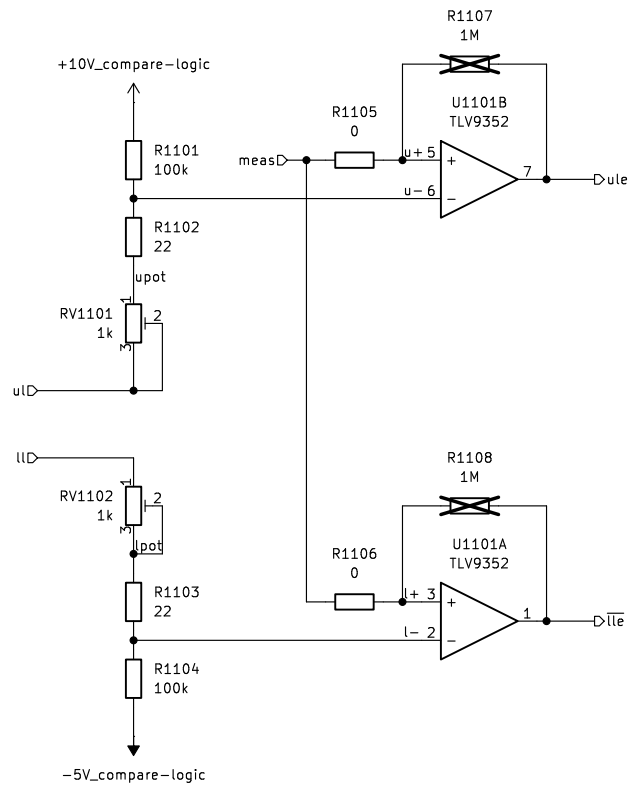 R1107
1M
+10V_compare-logic
U1101B
TLV9352
R1105
0
R1101
100k
meas
u+ 5
+
7
ule
u- 6
−
R1102
22
upot
1
RV1101
1k
2
3
ul
ll
R1108
1M
1
RV1102
1k
2
3
lpot
U1101A
TLV9352
R1106
0
R1103
22
l+ 3
+
1
l̅l̅e̅
l- 2
−
R1104
100k
-5V_compare-logic